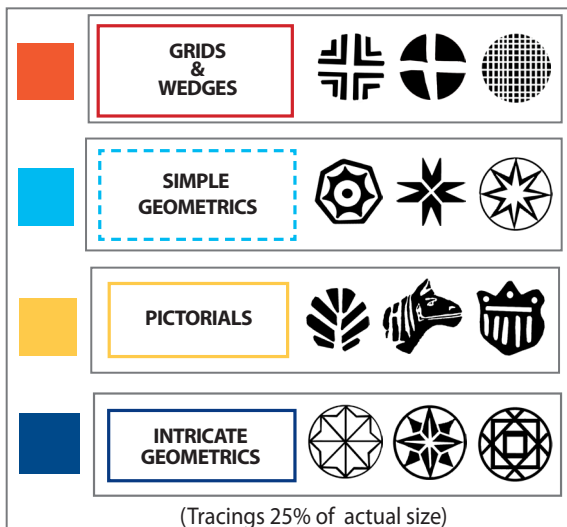 GRIDS
&
WEDGES
SIMPLE
GEOMETRICS
PICTORIALS
INTRICATE
GEOMETRICS
(Tracings 25% of actual size)